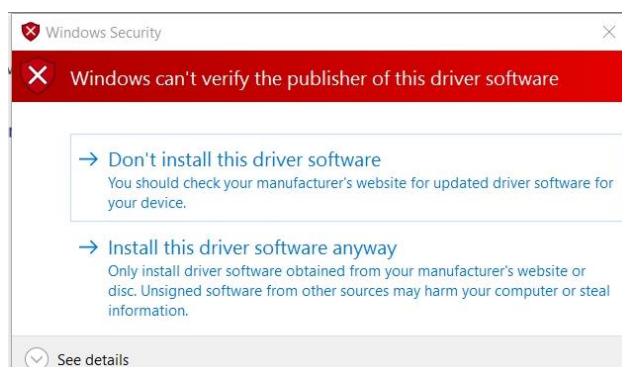 Windows Security
Windows can't verify the publisher of this driver software
Don't install this driver software
You should check your manufacturer's website for updated driver software for
your device.
Install this driver software anyway
Only install driver software obtained from your manufacturer's website or
disc. Unsigned software from other sources may harm your computer or steal
information.
See details